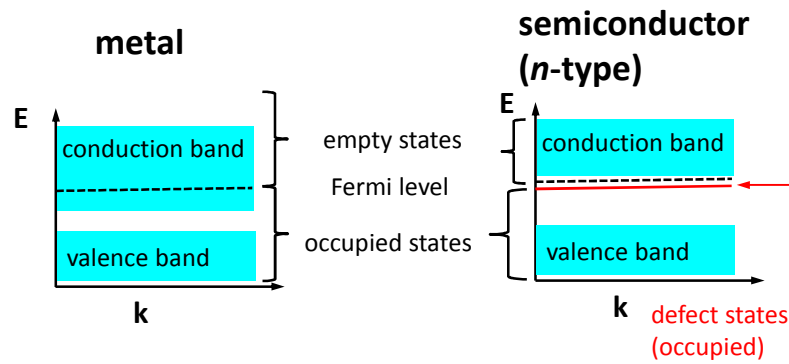 metal
semiconductor
(n-type)
E
conduction band
valence band
k
empty states
Fermi level
occupied states
E
conduction band
valence band
k
defect states
(occupied)